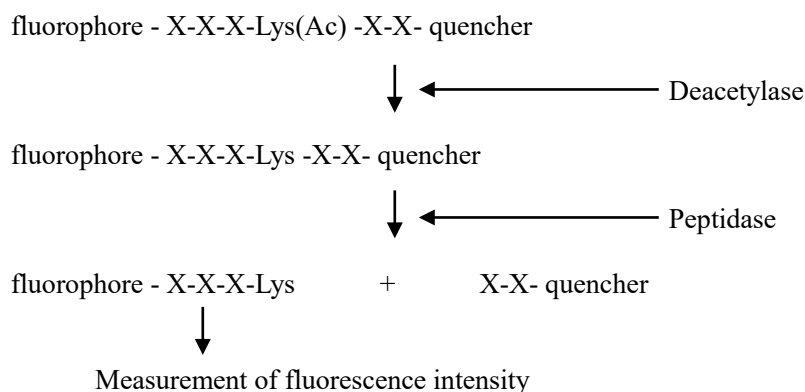 fluorophore - X-X-X-Lys(Ac) -X-X- quencher
Deacetylase
fluorophore - X-X-X-Lys -X-X- quencher
Peptidase
fluorophore - X-X-X-Lys + X-X- quencher
Measurement of fluorescence intensity